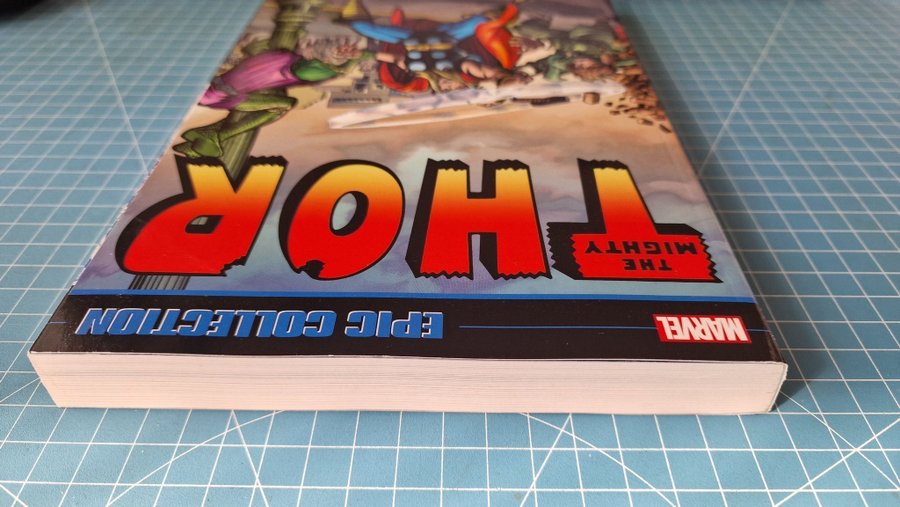 MARVEL
EPIC COLLECTION
THE
MIGHTY
THOR